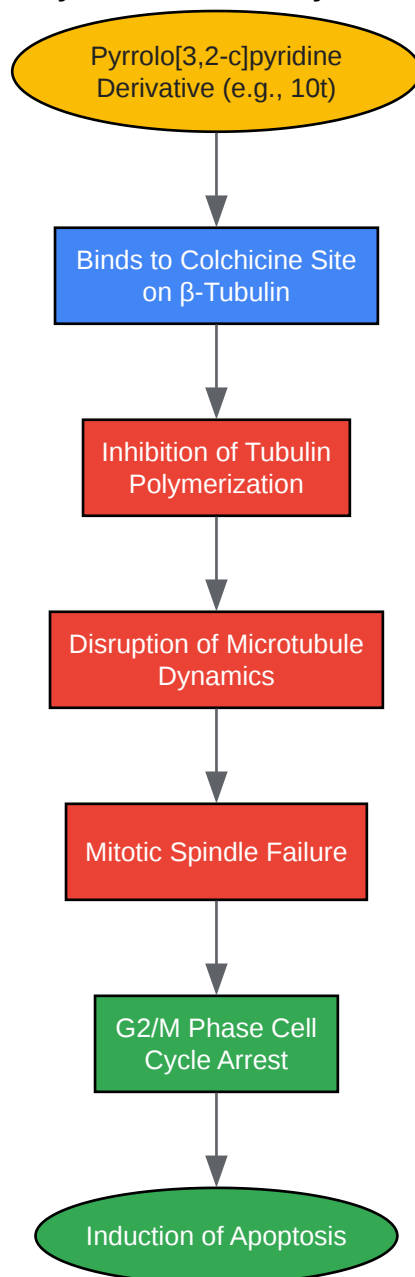 Pyrrolo[3,2-c]pyridine
Derivative (e.g., 10t)
Binds to Colchicine Site
on β-Tubulin
Inhibition of Tubulin
Polymerization
Disruption of Microtubule
Dynamics
Mitotic Spindle Failure
G2/M Phase Cell
Cycle Arrest
Induction of Apoptosis